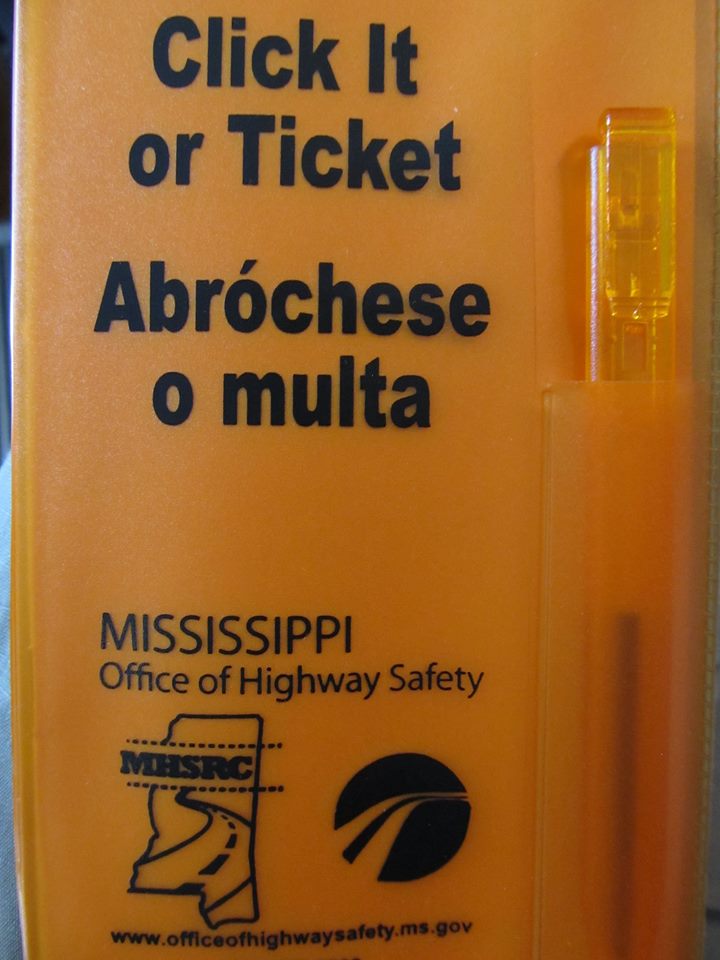 Click It
or Ticket
Abróchese
o multa
MISSISSIPPI
Office of Highway Safety
MHSRC
www.officeofhighwaysafety.ms.gov